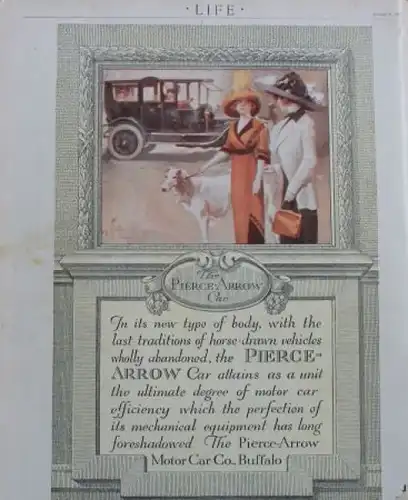 · LIFE ·
The
PIERCE-ARROW
Car
In its new type of body, with the
last traditions of horse-drawn vehicles
wholly abandoned, the PIERCE-
ARROW Car attains as a unit
the ultimate degree of motor car
efficiency which the perfection of
its mechanical equipment has long
foreshadowed The Pierce-Arrow
Motor Car Co., Buffalo
J